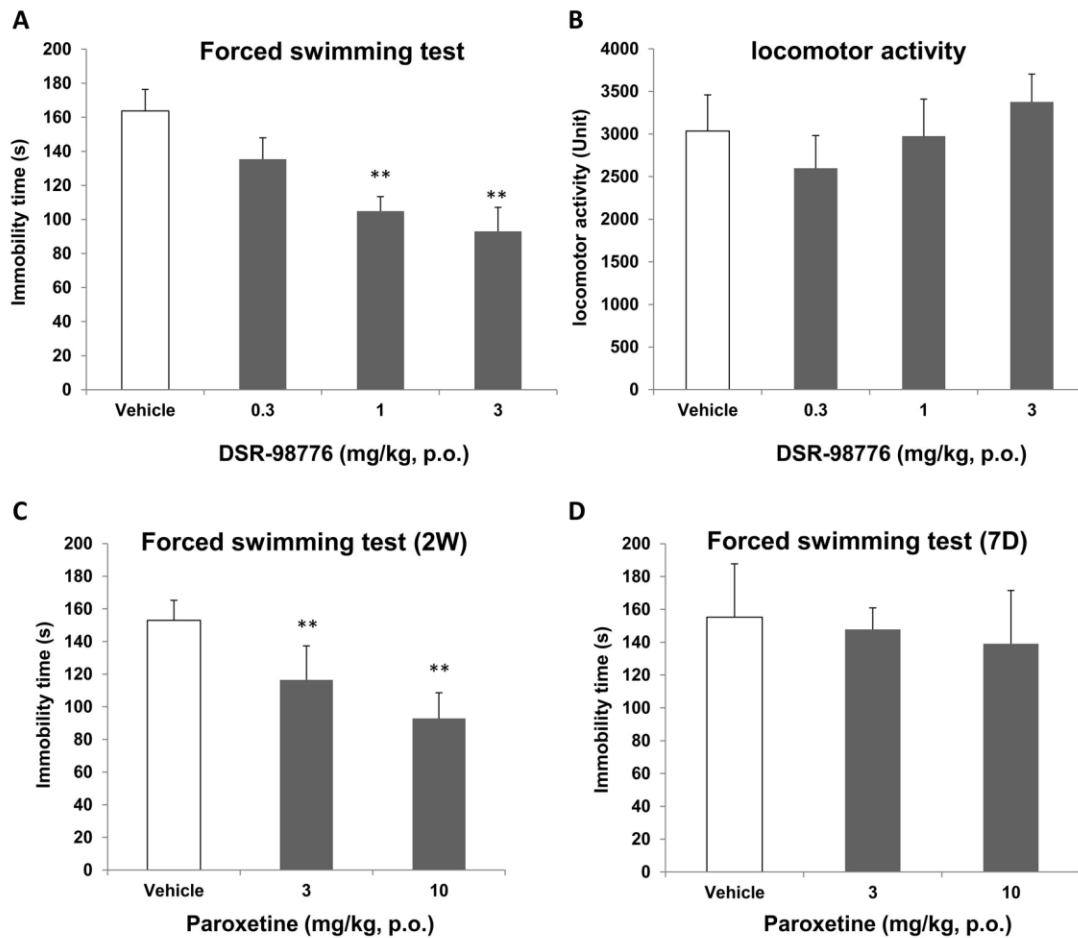 A
Forced swimming test
Immobility time (s)
200
180
160
140
120
100
80
60
40
20
0
**
**
Vehicle 0.3 1 3
DSR-98776 (mg/kg, p.o.)
B
locomotor activity
locomotor activity (Unit)
4000
3500
3000
2500
2000
1500
1000
500
0
Vehicle 0.3 1 3
DSR-98776 (mg/kg, p.o.)
C
Forced swimming test (2W)
Immobility time (s)
200
180
160
140
120
100
80
60
40
20
0
**
**
Vehicle 3 10
Paroxetine (mg/kg, p.o.)
D
Forced swimming test (7D)
Immobility time (s)
200
180
160
140
120
100
80
60
40
20
0
Vehicle 3 10
Paroxetine (mg/kg, p.o.)